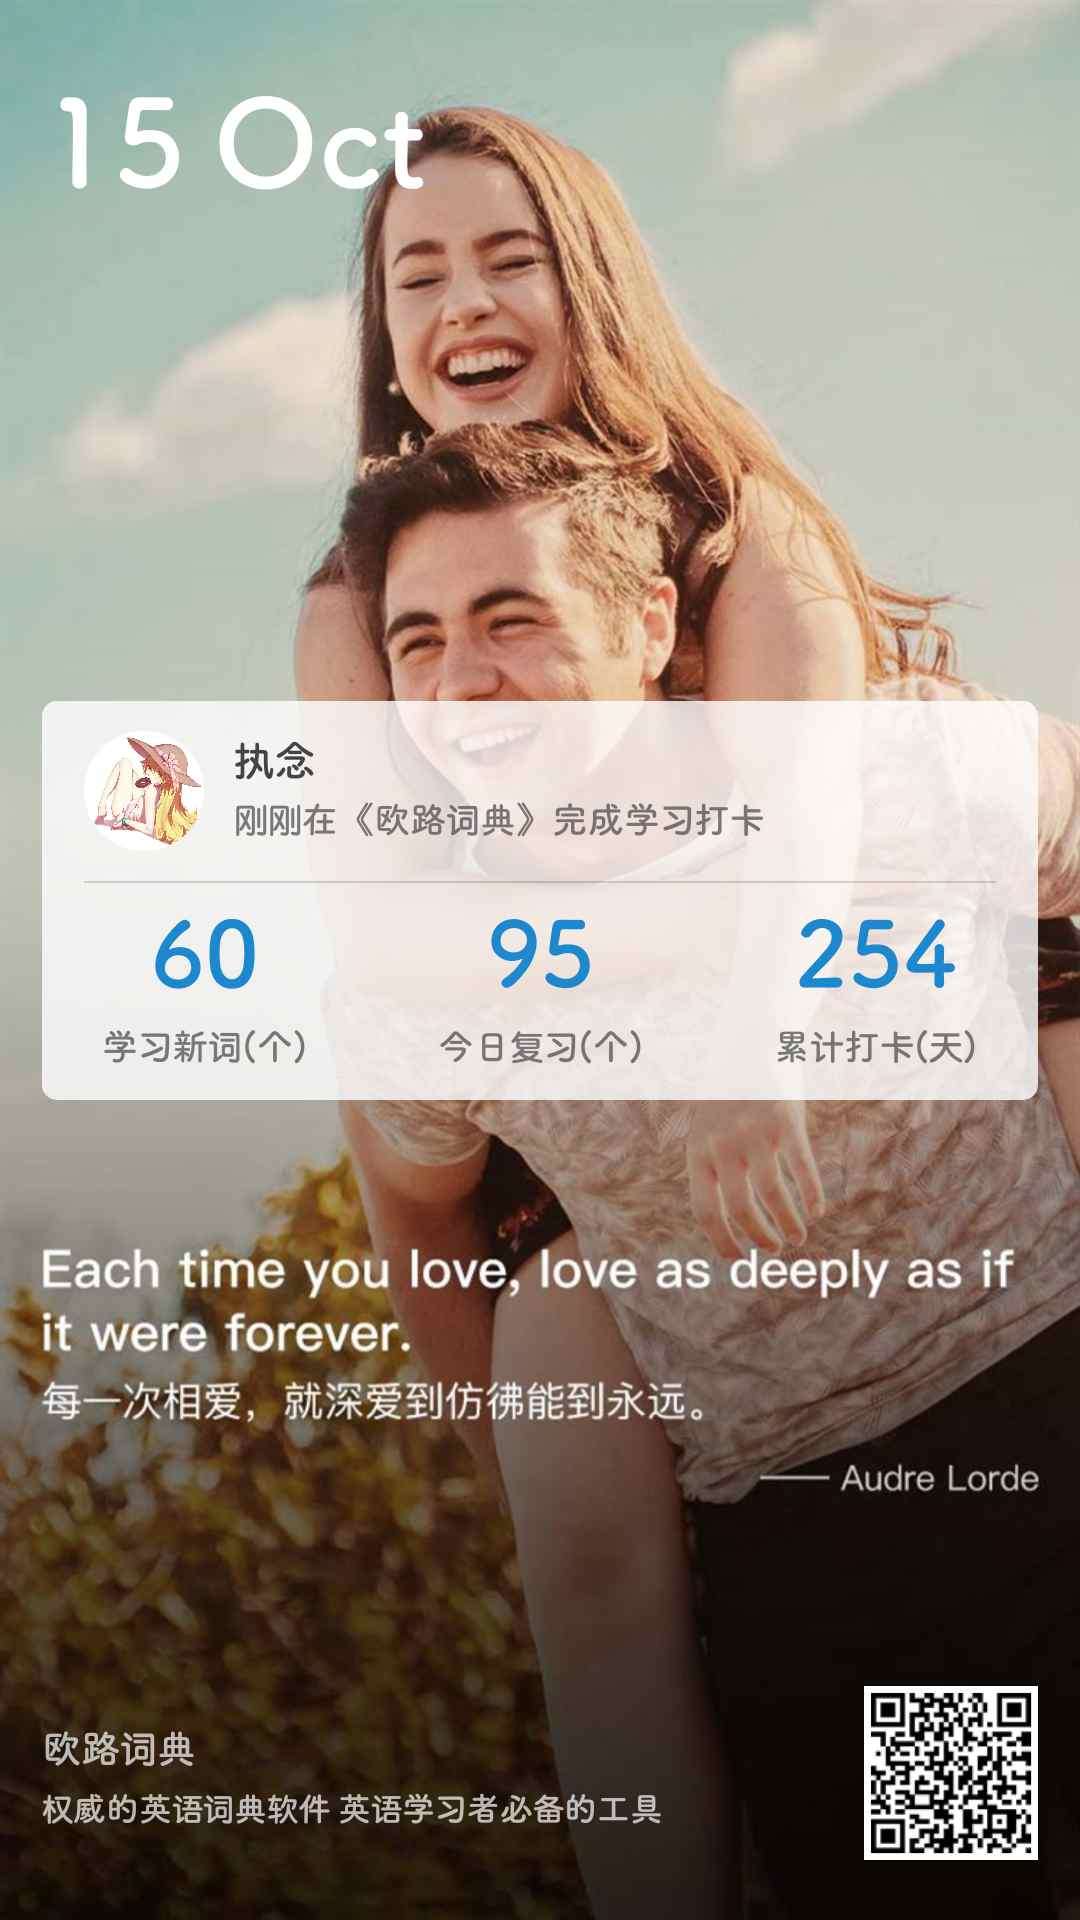 15 Oct
执念
刚刚在《欧路词典》完成学习打卡
60 95 254
学习新词(个) 今日复习(个) 累计打卡(天)
Each time you love, love as deeply as if
it were forever.
每一次相爱，就深爱到仿彿能到永远。
—— Audre Lorde
欧路词典
权威的英语词典软件 英语学习者必备的工具